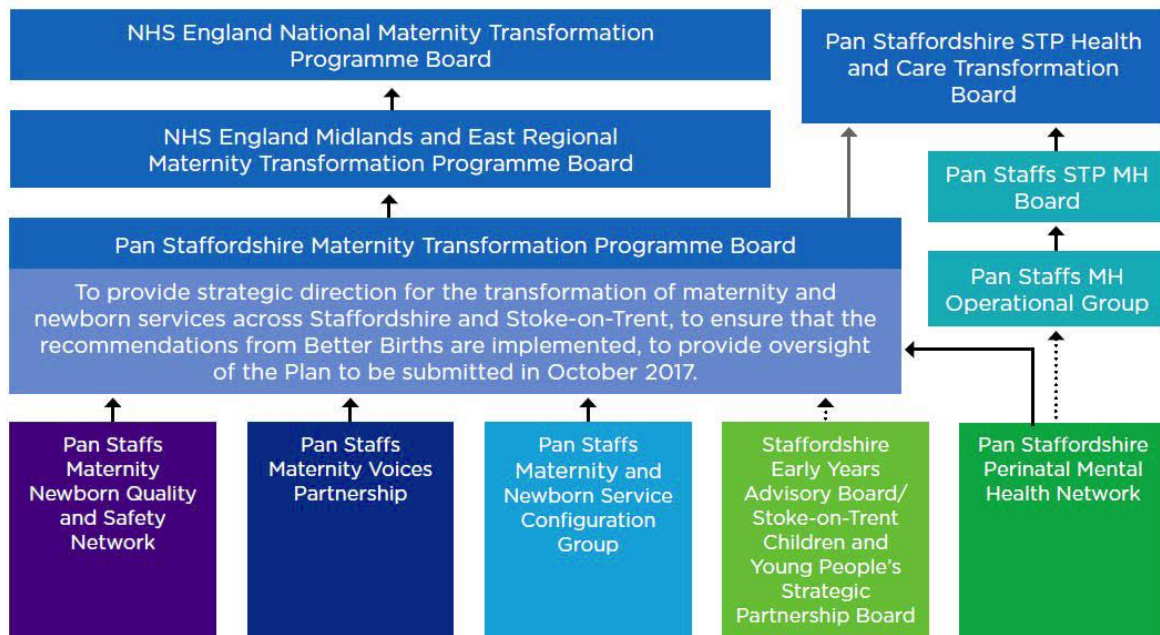 NHS England National Maternity Transformation
Programme Board
Pan Staffordshire STP Health
and Care Transformation
Board
NHS England Midlands and East Regional
Maternity Transformation Programme Board
Pan Staffs STP MH
Board
Pan Staffordshire Maternity Transformation Programme Board
To provide strategic direction for the transformation of maternity and
newborn services across Staffordshire and Stoke-on-Trent, to ensure that the
recommendations from Better Births are implemented, to provide oversight
of the Plan to be submitted in October 2017.
Pan Staffs MH
Operational Group
Pan Staffs
Maternity
Newborn Quality
and Safety
Network
Pan Staffs
Maternity Voices
Partnership
Pan Staffs
Maternity and
Newborn Service
Configuration
Group
Staffordshire
Early Years
Advisory Board/
Stoke-on-Trent
Children and
Young People's
Strategic
Partnership Board
Pan Staffordshire
Perinatal Mental
Health Network